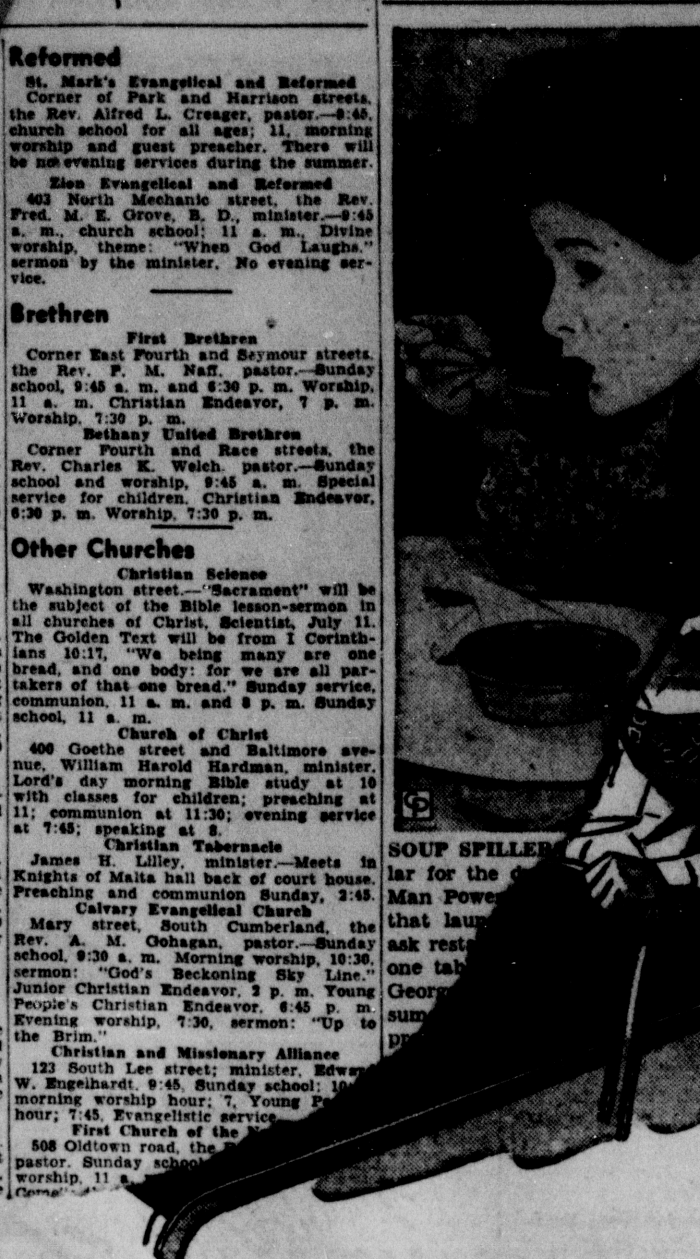 Reformed
St. Mark's Evangelical and Reformed
Corner of Park and Harrison streets,
the Rev. Alfred L. Creager, pastor.—9:45,
church school for all ages; 11, morning
worship and guest preacher. There will
be no evening services during the summer.
Zion Evangelical and Reformed
403 North Mechanic street, the Rev.
Fred. M. E. Grove, B. D., minister.—9:45
a. m., church school; 11 a. m., Divine
worship, theme: "When God Laughs,"
sermon by the minister. No evening ser-
vice.
Brethren
First Brethren
Corner East Fourth and Seymour streets,
the Rev. P. M. Naff, pastor.—Sunday
school, 9:45 a. m. and 6:30 p. m. Worship,
11 a. m. Christian Endeavor, 7 p. m.
Worship, 7:30 p. m.
Bethany United Brethren
Corner Fourth and Race streets, the
Rev. Charles K. Welch, pastor.—Sunday
school and worship, 9:45 a. m. Special
service for children. Christian Endeavor,
6:30 p. m. Worship, 7:30 p. m.
Other Churches
Christian Science
Washington street.—"Sacrament" will be
the subject of the Bible lesson-sermon in
all churches of Christ, Scientist, July 11.
The Golden Text will be from I Corinth-
ians 10:17, "We being many are one
bread, and one body: for we are all par-
takers of that one bread." Sunday service,
communion, 11 a. m. and 8 p. m. Sunday
school, 11 a. m.
Church of Christ
400 Goethe street and Baltimore ave-
nue, William Harold Hardman, minister.
Lord's day morning Bible study at 10
with classes for children; preaching at
11; communion at 11:30; evening service
at 7:45; speaking at 8.
Christian Tabernacle
James H. Lilley, minister.—Meets in
Knights of Malta hall back of court house.
Preaching and communion Sunday, 2:45.
Calvary Evangelical Church
Mary street, South Cumberland, the
Rev. A. M. Gohagan, pastor.—Sunday
school, 9:30 a. m. Morning worship, 10:30,
sermon: "God's Beckoning Sky Line."
Junior Christian Endeavor, 2 p. m. Young
People's Christian Endeavor, 6:45 p. m.
Evening worship, 7:30, sermon: "Up to
the Brim."
Christian and Missionary Alliance
123 South Lee street; minister, Edwa
W. Engelhardt. 9:45, Sunday school; 10
morning worship hour; 7, Young P
hour; 7:45, Evangelistic service
First Church of the N
508 Oldtown road, the
pastor. Sunday school
worship, 11 a.
CP
SOUP SPILLER
lar for the d
Man Powe
that laun
ask resta
one tab
Georg
sum
pr